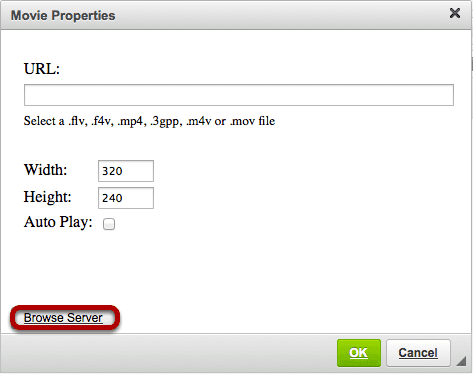 Movie Properties
URL:
Select a .flv, .f4v, .mp4, .3gpp, .m4v or .mov file
Width: 320
Height: 240
Auto Play:
Browse Server
OK Cancel